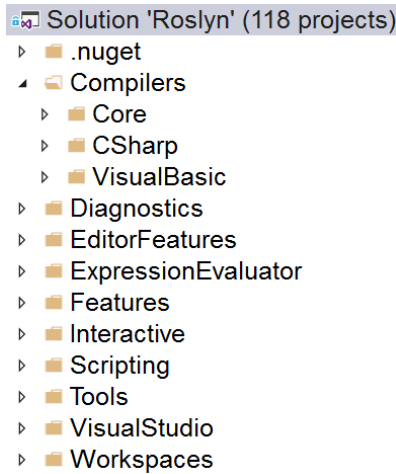 Solution 'Roslyn' (118 projects)
.nuget
Compilers
Core
CSharp
VisualBasic
Diagnostics
EditorFeatures
ExpressionEvaluator
Features
Interactive
Scripting
Tools
VisualStudio
Workspaces